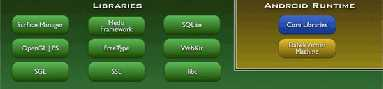 LIBRARIES
ANDROID RUNTIME
Surface Manager
Media
Framework
SQLite
Core Libraries
OpenGL | ES
FreeType
WebKit
Dalvik Virtual
Machine
SGL
SSL
libc